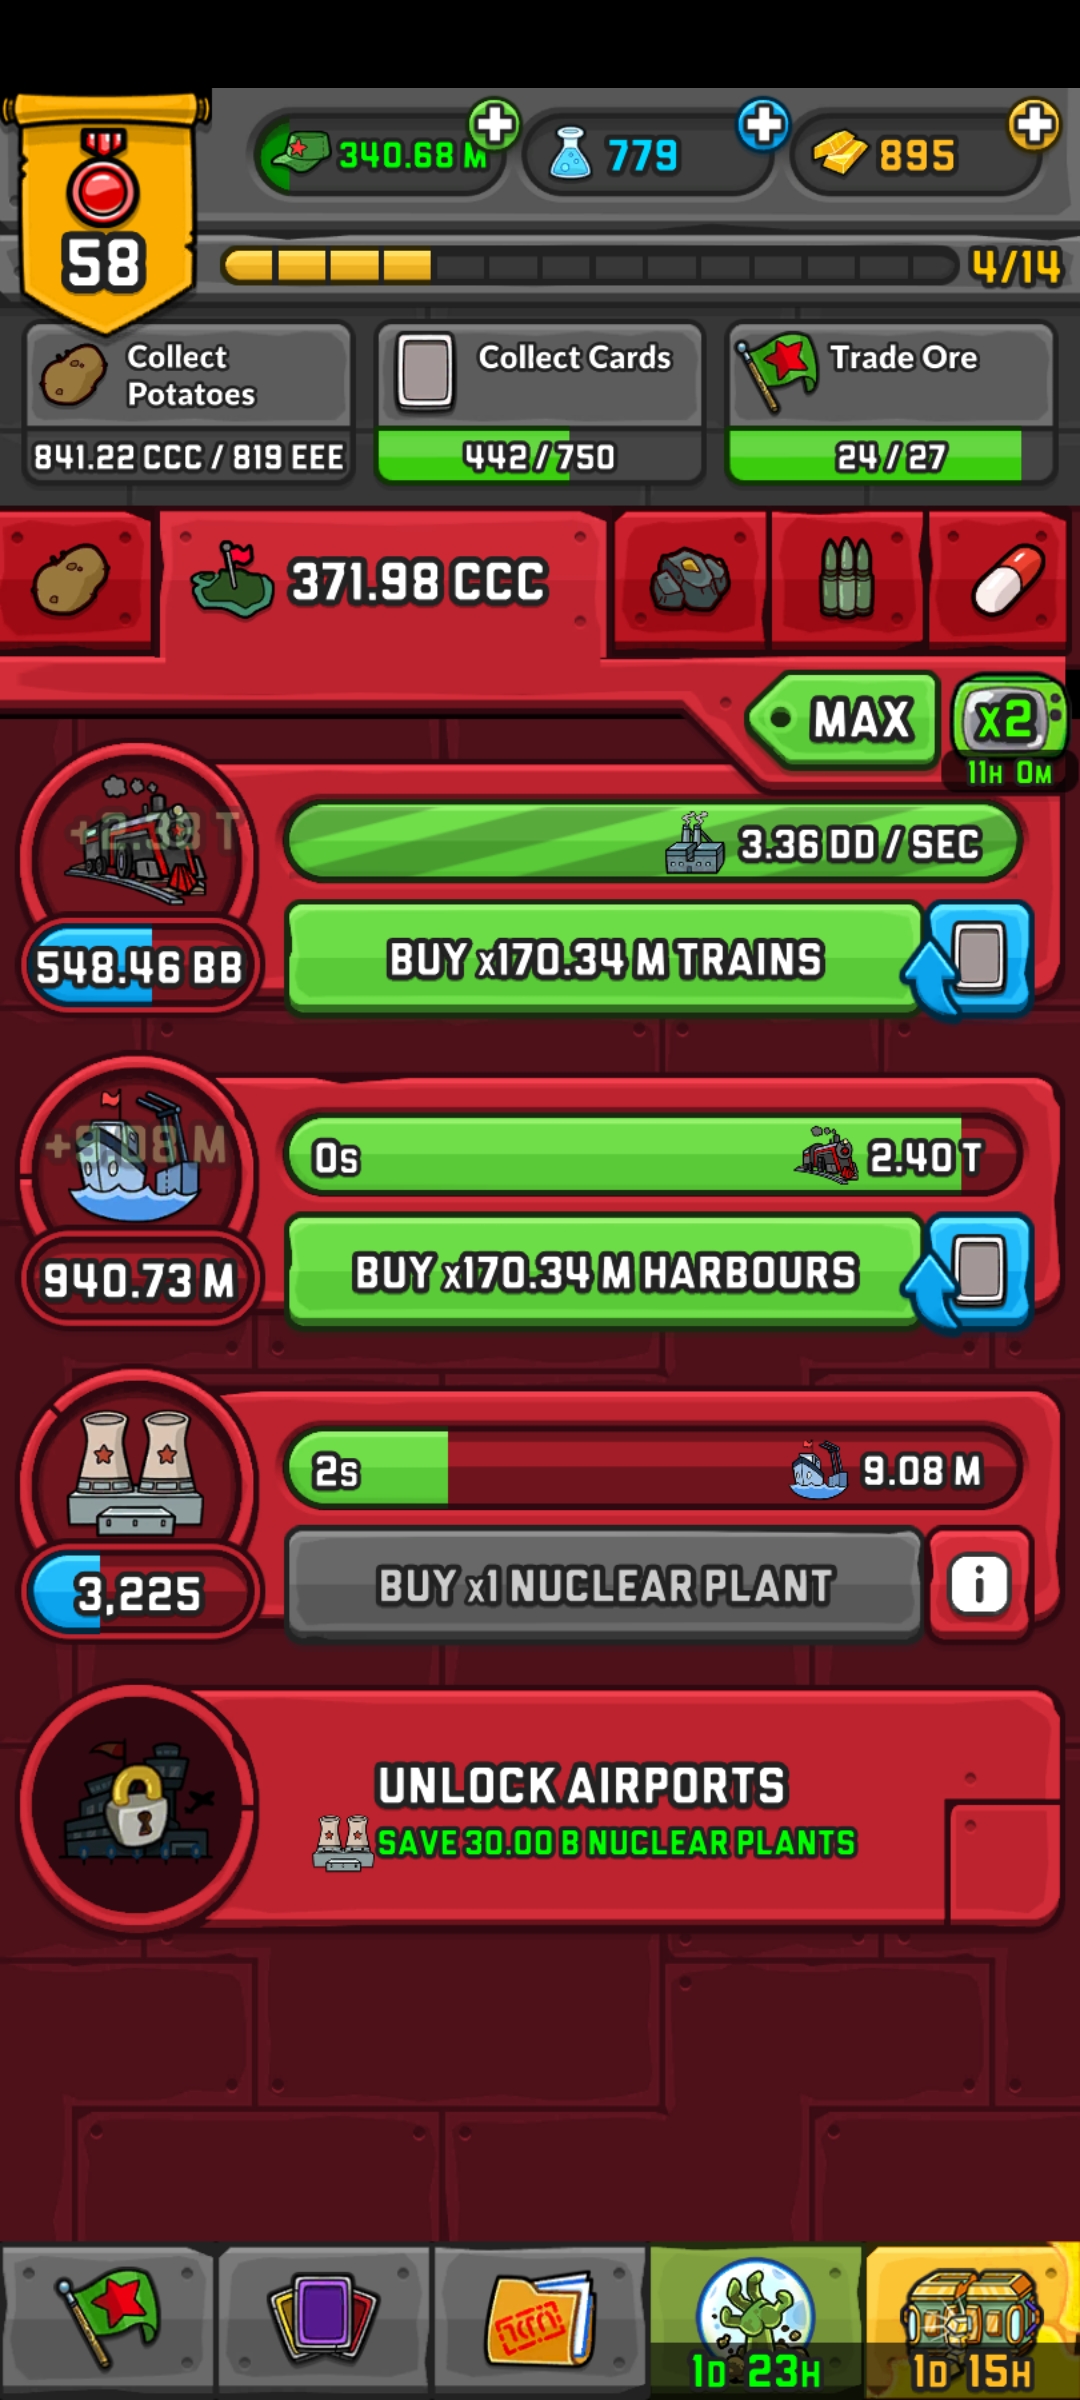 58
340.68 M
779
895
4/14
Collect
Potatoes
841.22 CCC / 819 EEE
Collect Cards
442/750
Trade Ore
24/27
371.98 CCC
MAX
x2
11H 0M
3.36 DD / SEC
548.46 BB
BUY x170.34 M TRAINS
+9.08 M
0s
2.40 T
940.73 M
BUY x170.34 M HARBOURS
2s
9.08 M
3,225
BUY x1 NUCLEAR PLANT
i
UNLOCK AIRPORTS
SAVE 30.00 B NUCLEAR PLANTS
1D 23H
1D 15H